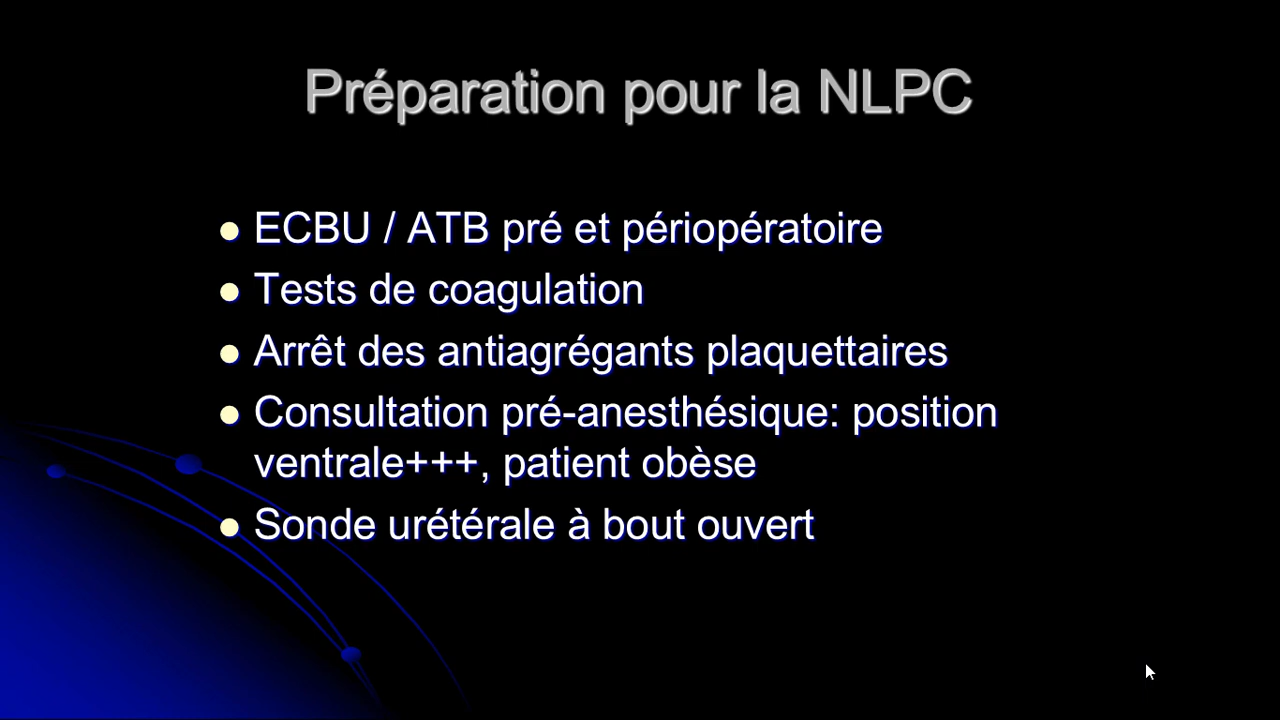 Préparation pour la NLPC
ECBU / ATB pré et périopératoire
Tests de coagulation
Arrêt des antiagrégants plaquettaires
Consultation pré-anesthésique: position
ventrale+++, patient obèse
Sonde urétérale à bout ouvert